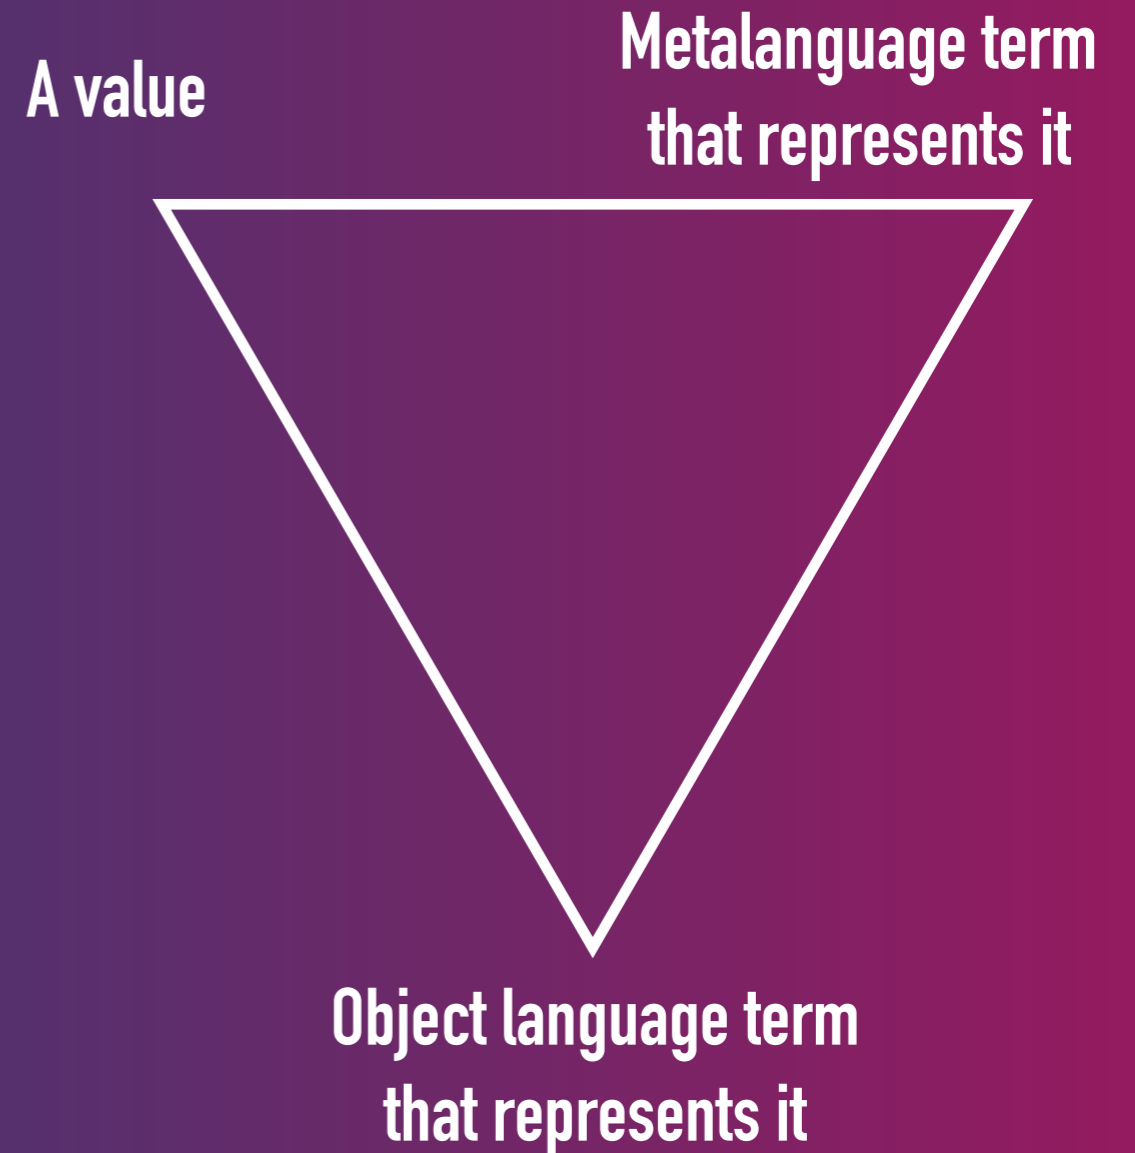 A value
Metalanguage term
that represents it
Object language term
that represents it